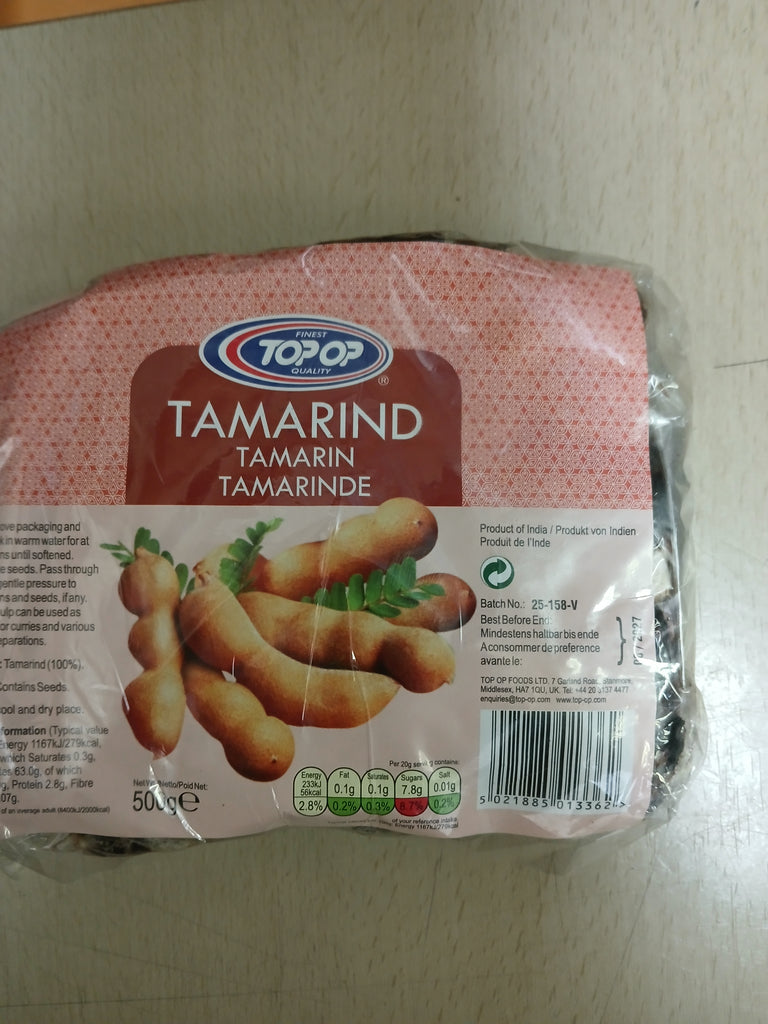 FINEST
TOP OP
QUALITY
®
TAMARIND
TAMARIN
TAMARINDE
ove packaging and
k in warm water for at
ns until softened.
e seeds. Pass through
gentle pressure to
ns and seeds, if any.
ulp can be used as
or curries and various
eparations.
: Tamarind (100%).
Contains Seeds.
ool and dry place.
formation (Typical value
Energy 1167kJ/279kcal,
which Saturates 0.3g,
tes 63.0g, of which
g, Protein 2.8g, Fibre
07g.
of an average adult (8400kJ/2000kcal)
Product of India / Produkt von Indien
Produit de l'Inde
Batch No.: 25-158-V
Best Before End:
Mindestens haltbar bis ende
A consommer de preference
avant le:
2027
TOP OP FOODS LTD. 7 Garland Road, Stanmore,
Middlesex, HA7 1QU, UK. Tel: +44 20 3137 4477
enquiries@top-op.com www.top-op.com
5 021885 013362 >
Net Wt/Netto/Poid Net:
500g e
Per 20g serving contains:
Energy 233kJ 56kcal 2.8%
Fat 0.1g 0.2%
Saturates 0.1g 0.3%
Sugars 7.8g 8.7%
Salt 0.01g 0.2%
of your reference intake
Energy 1167kJ/279kcal